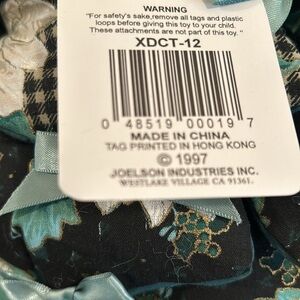 WARNING
"For safety's sake,remove all tags and plastic
loops before giving this toy to your child.
These attachments are not part of this toy."
XDCT-12
0 48519 00019 7
MADE IN CHINA
TAG PRINTED IN HONG KONG
© 1997
JOELSON INDUSTRIES INC.
WESTLAKE VILLAGE CA 91361.